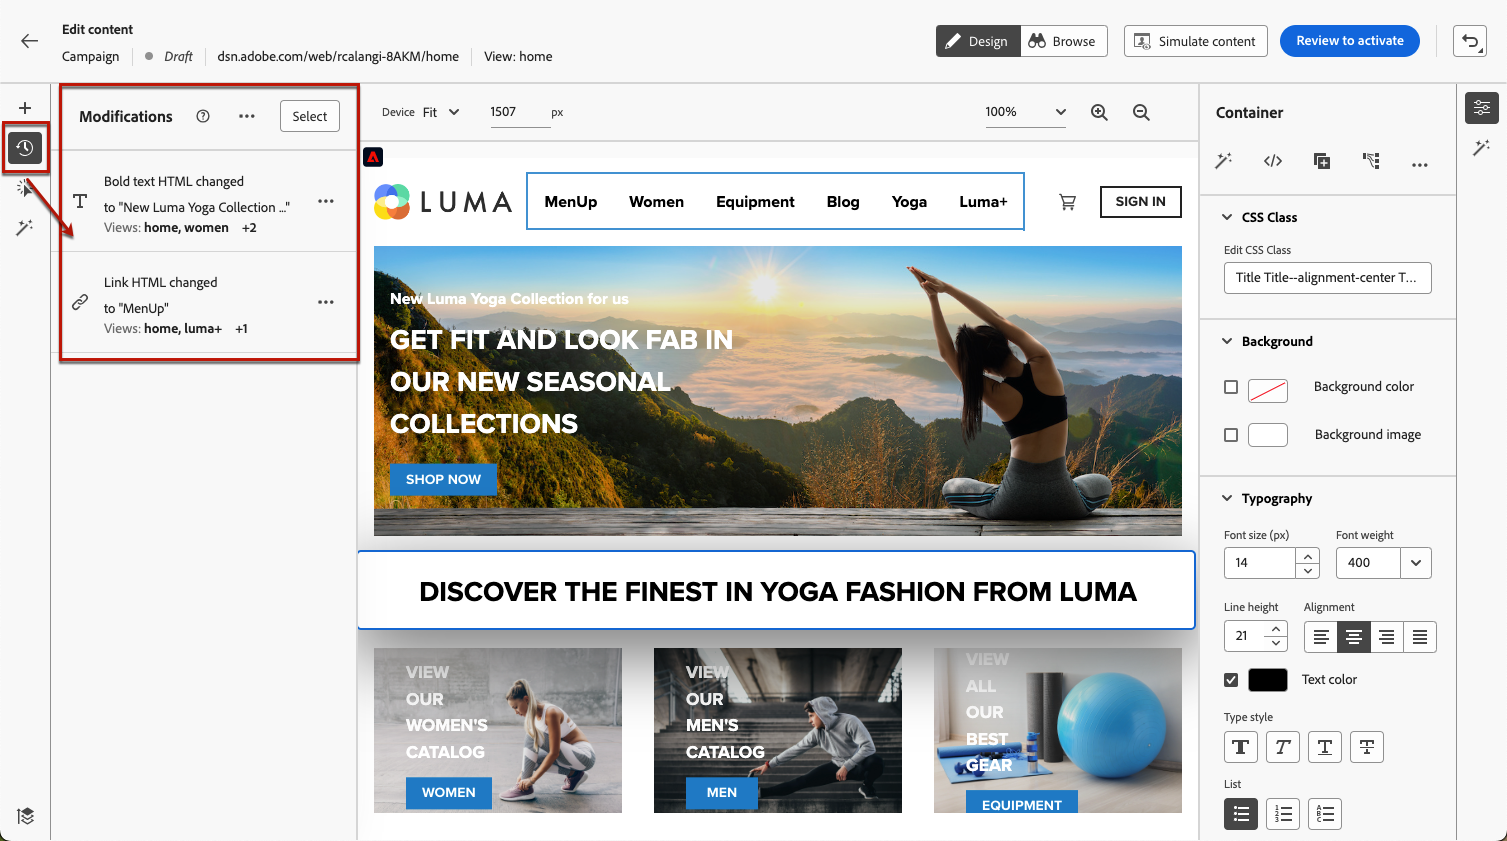 Edit content
Campaign
Draft
dsn.adobe.com/web/rcalangi-8AKM/home
View: home
Design
Browse
Simulate content
Review to activate
Modifications
Select
Bold text HTML changed
to "New Luma Yoga Collection ..."
Views: home, women +2
Link HTML changed
to "MenUp"
Views: home, luma+ +1
Device Fit
1507 px
100%
LUMA
MenUp Women Equipment Blog Yoga Luma+
SIGN IN
New Luma Yoga Collection for us
GET FIT AND LOOK FAB IN
OUR NEW SEASONAL
COLLECTIONS
SHOP NOW
DISCOVER THE FINEST IN YOGA FASHION FROM LUMA
VIEW
OUR
WOMEN'S
CATALOG
WOMEN
VIEW
OUR
MEN'S
CATALOG
MEN
VIEW
ALL
OUR
BEST
GEAR
EQUIPMENT
Container
CSS Class
Edit CSS Class
Title Title--alignment-center T...
Background
Background color
Background image
Typography
Font size (px)
Font weight
14
400
Line height
Alignment
21
Text color
Type style
T T T T
List
1
2
3
A
B
C